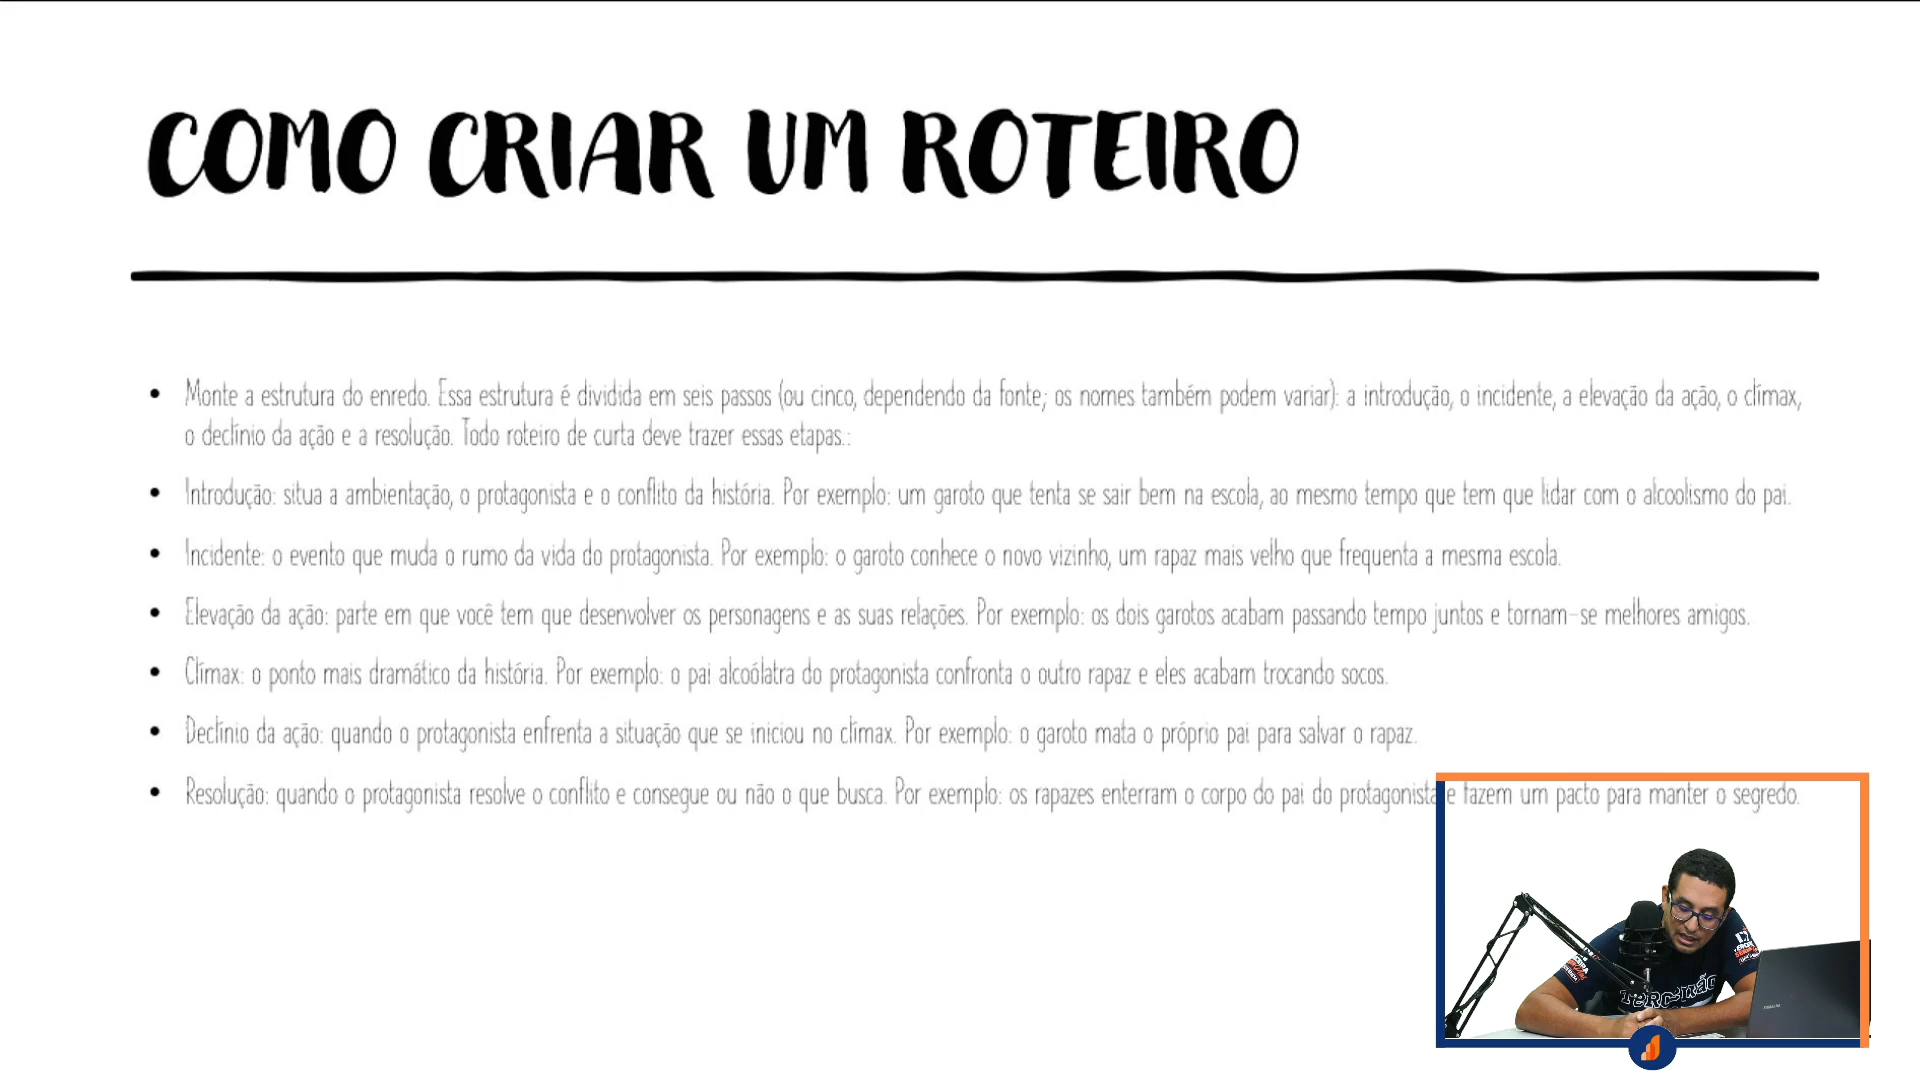 COMO CRIAR UM ROTEIRO
• Monte a estrutura do enredo. Essa estrutura é dividida em seis passos (ou cinco, dependendo da fonte; os nomes também podem variar): a introdução, o incidente, a elevação da ação, o clímax,
o declínio da ação e a resolução. Todo roteiro de curta deve trazer essas etapas.:
• Introdução: situa a ambientação, o protagonista e o conflito da história. Por exemplo: um garoto que tenta se sair bem na escola, ao mesmo tempo que tem que lidar com o alcoolismo do pai.
• Incidente: o evento que muda o rumo da vida do protagonista. Por exemplo: o garoto conhece o novo vizinho, um rapaz mais velho que frequenta a mesma escola.
• Elevação da ação: parte em que você tem que desenvolver os personagens e as suas relações. Por exemplo: os dois garotos acabam passando tempo juntos e tornam-se melhores amigos.
• Clímax: o ponto mais dramático da história. Por exemplo: o pai alcoólatra do protagonista confronta o outro rapaz e eles acabam trocando socos.
• Declínio da ação: quando o protagonista enfrenta a situação que se iniciou no clímax. Por exemplo: o garoto mata o próprio pai para salvar o rapaz.
• Resolução: quando o protagonista resolve o conflito e consegue ou não o que busca. Por exemplo: os rapazes enterram o corpo do pai do protagonista e fazem um pacto para manter o segredo.
TERCEIRÃO